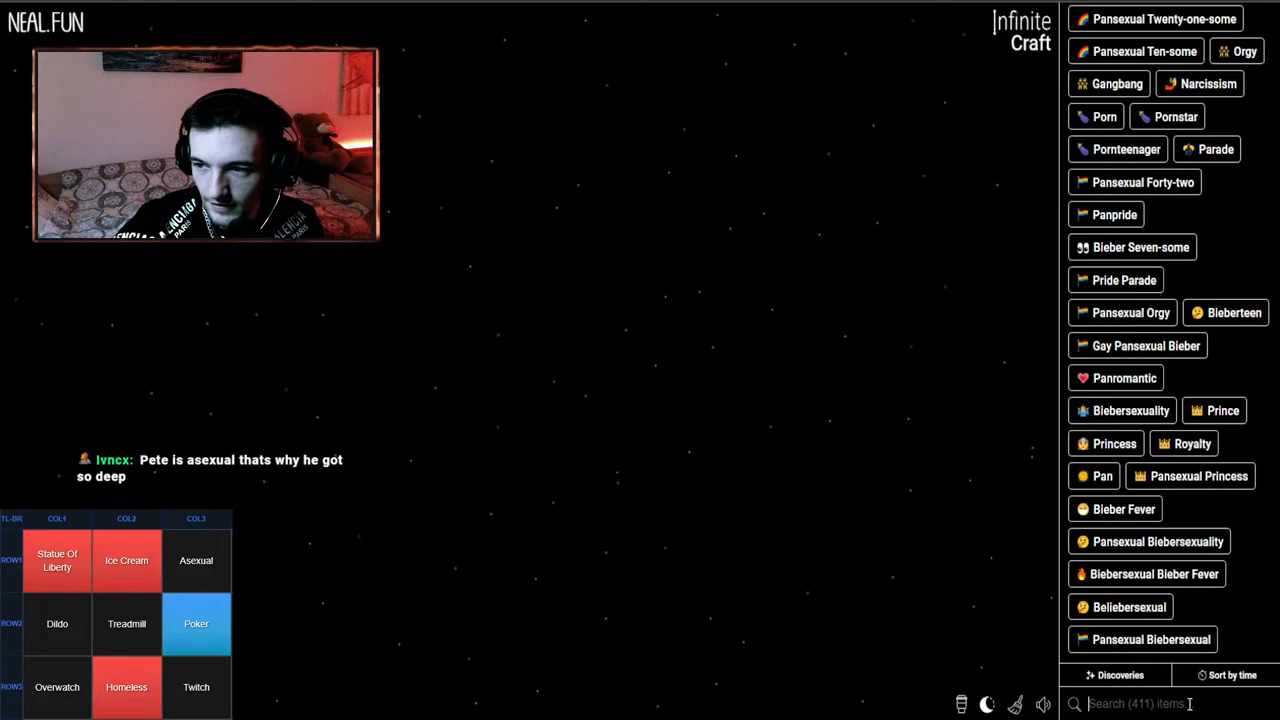 NEAL.FUN
Infinite
Craft
🌈 Pansexual Twenty-one-some
🌈 Pansexual Ten-some Orgy
Gangbang Narcissism
🍆 Porn 🍆 Pornstar
🍆 Pornteenager Parade
🏳️‍🌈 Pansexual Forty-two
🏳️‍🌈 Panpride
👀 Bieber Seven-some
🏳️‍🌈 Pride Parade
🏳️‍🌈 Pansexual Orgy 🤔 Bieberteen
🏳️‍🌈 Gay Pansexual Bieber
❤️ Panromantic
Biebersexuality 👑 Prince
👸 Princess 👑 Royalty
Pan 👑 Pansexual Princess
😷 Bieber Fever
🤔 Pansexual Biebersexuality
🔥 Biebersexual Bieber Fever
🤔 Beliebersexual
🏳️‍🌈 Pansexual Biebersexual
✨ Discoveries Sort by time
Search (411) items...
ALENCIAGA
PARIS
LENCIAGA
PARIS
lvncx: Pete is asexual thats why he got
so deep
TL-BR COL1 COL2 COL3
ROW1 Statue Of Liberty Ice Cream Asexual
ROW2 Dildo Treadmill Poker
ROW3 Overwatch Homeless Twitch